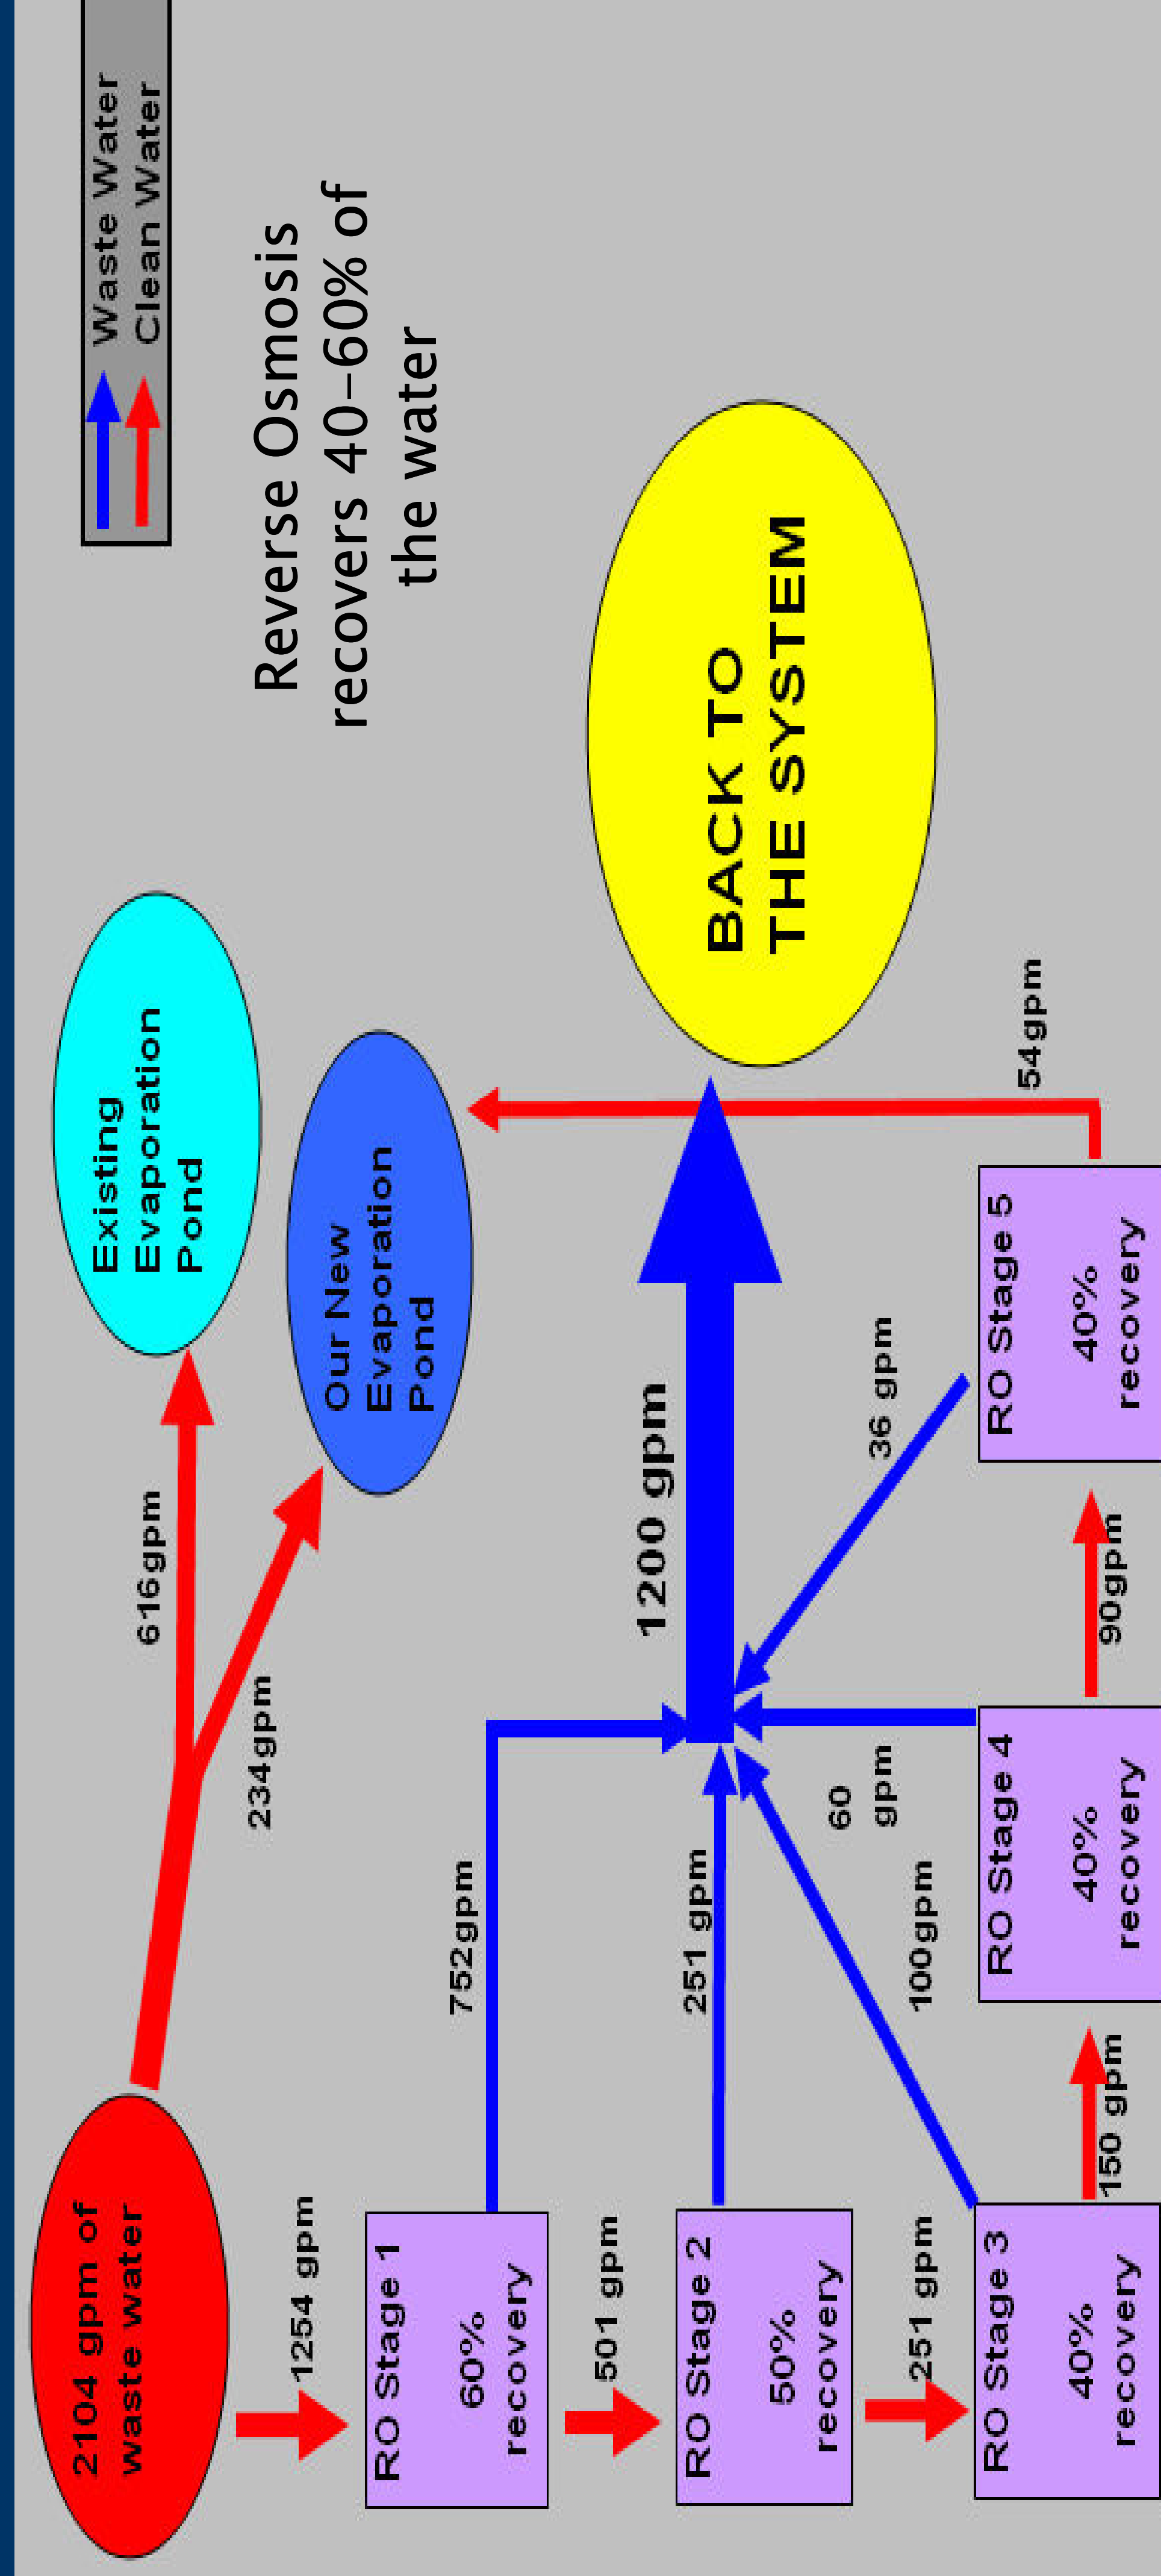 Waste Water
Clean Water
Reverse Osmosis
recovers 40-60% of
the water
2104 gpm of
waste water
616gpm
234gpm
Existing
Evaporation
Pond
Our New
Evaporation
Pond
1254 gpm
RO Stage 1
60%
recovery
752gpm
501 gpm
1200 gpm
BACK TO
THE SYSTEM
RO Stage 2
50%
recovery
251 gpm
251 gpm
100gpm
60
gpm
36 gpm
54gpm
RO Stage 3
40%
recovery
150 gpm
RO Stage 4
40%
recovery
90gpm
RO Stage 5
40%
recovery